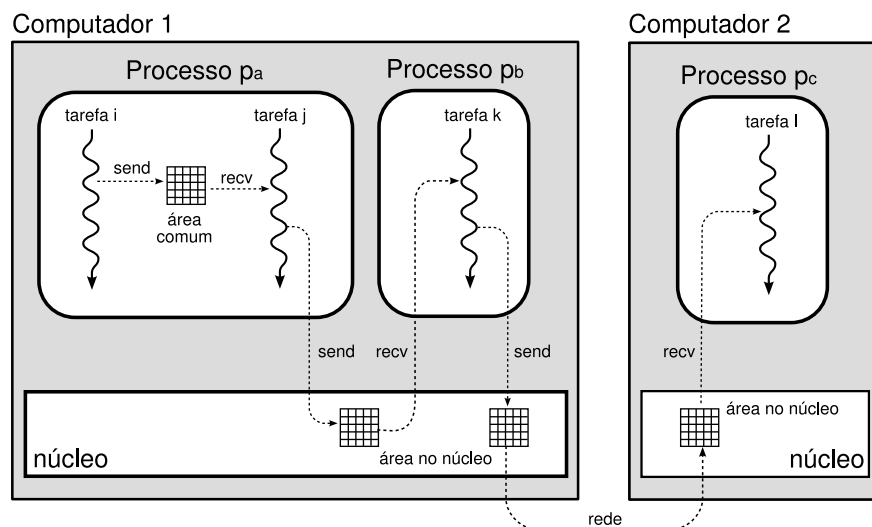 Computador 1
Computador 2
Processo pa
Processo pb
Processo pc
tarefa i
tarefa j
tarefa k
tarefa l
send
recv
área
comum
send
recv
send
recv
área no núcleo
área no núcleo
núcleo
núcleo
rede